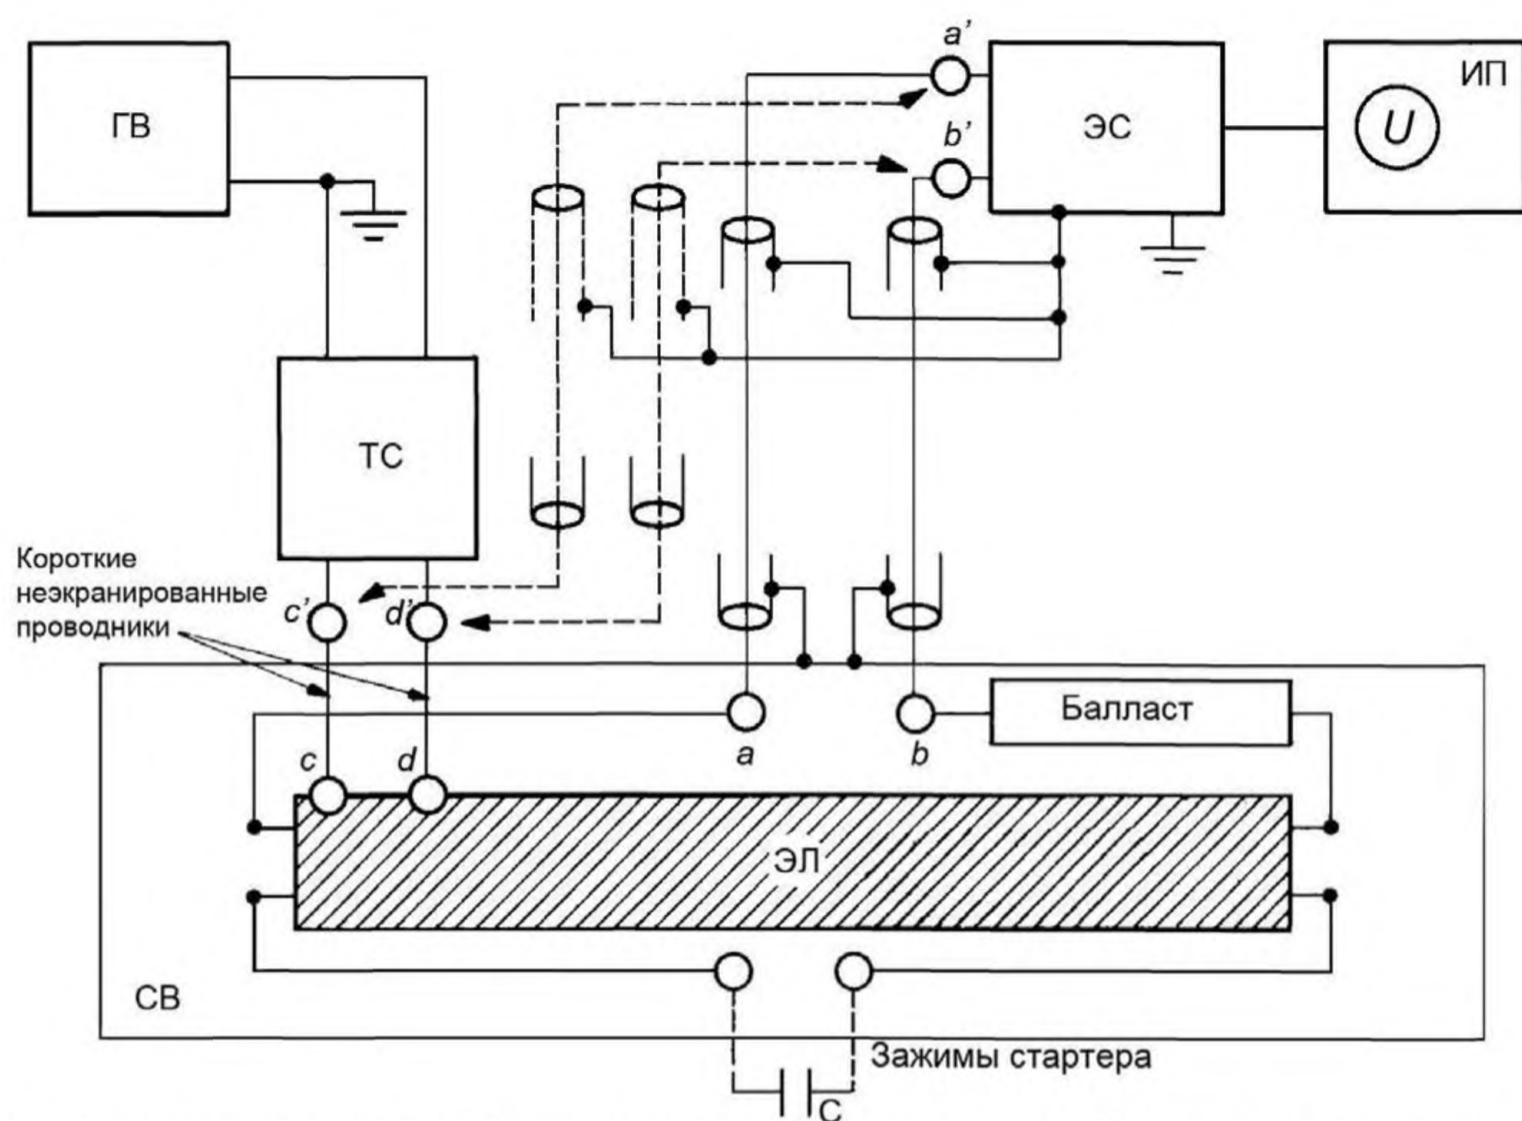 a’
ГВ
ЭС
ИП
U
b’
ТС
Короткие
неэкранированные
проводники
c’
d’
Балласт
a
b
c
d
ЭЛ
СВ
Зажимы стартера
С